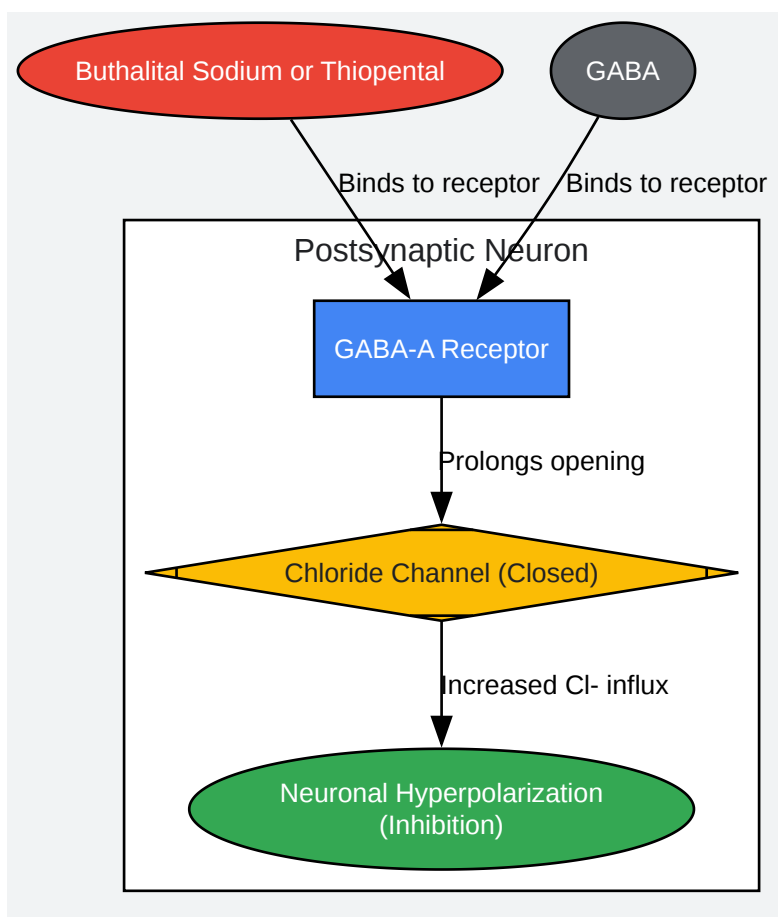 Buthalital Sodium or Thiopental
GABA
Binds to receptor
Binds to receptor
Postsynaptic Neuron
GABA-A Receptor
Prolongs opening
Chloride Channel (Closed)
Increased Cl- influx
Neuronal Hyperpolarization
(Inhibition)